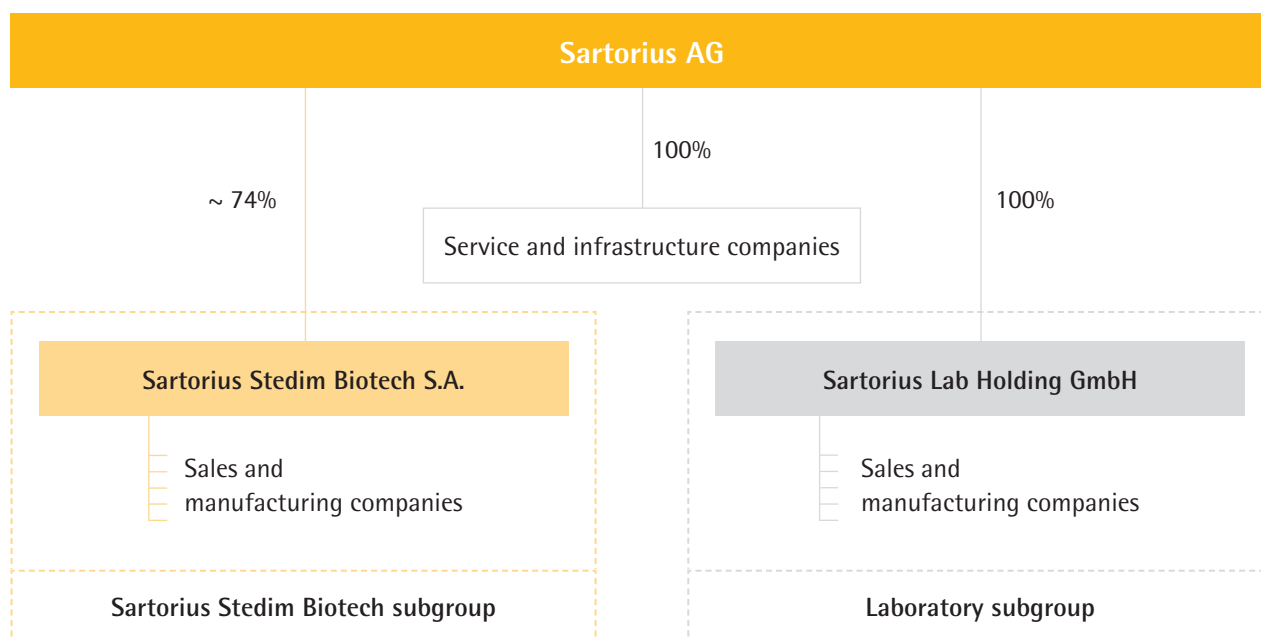 Sartorius AG
100%
~ 74%
100%
Service and infrastructure companies
Sartorius Stedim Biotech S.A.
Sartorius Lab Holding GmbH
Sales and
manufacturing companies
Sales and
manufacturing companies
Sartorius Stedim Biotech subgroup
Laboratory subgroup